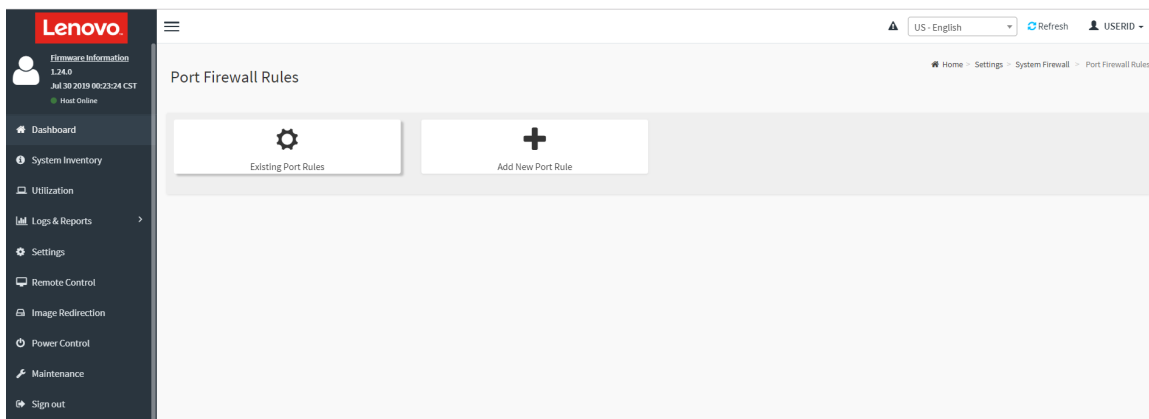 Lenovo.
Firmware Information
1.24.0
Jul 30 2019 00:23:24 CST
Host Online
Dashboard
System Inventory
Utilization
Logs & Reports
Settings
Remote Control
Image Redirection
Power Control
Maintenance
Sign out
US - English
Refresh
USERID
Port Firewall Rules
Home > Settings > System Firewall > Port Firewall Rules
Existing Port Rules
Add New Port Rule